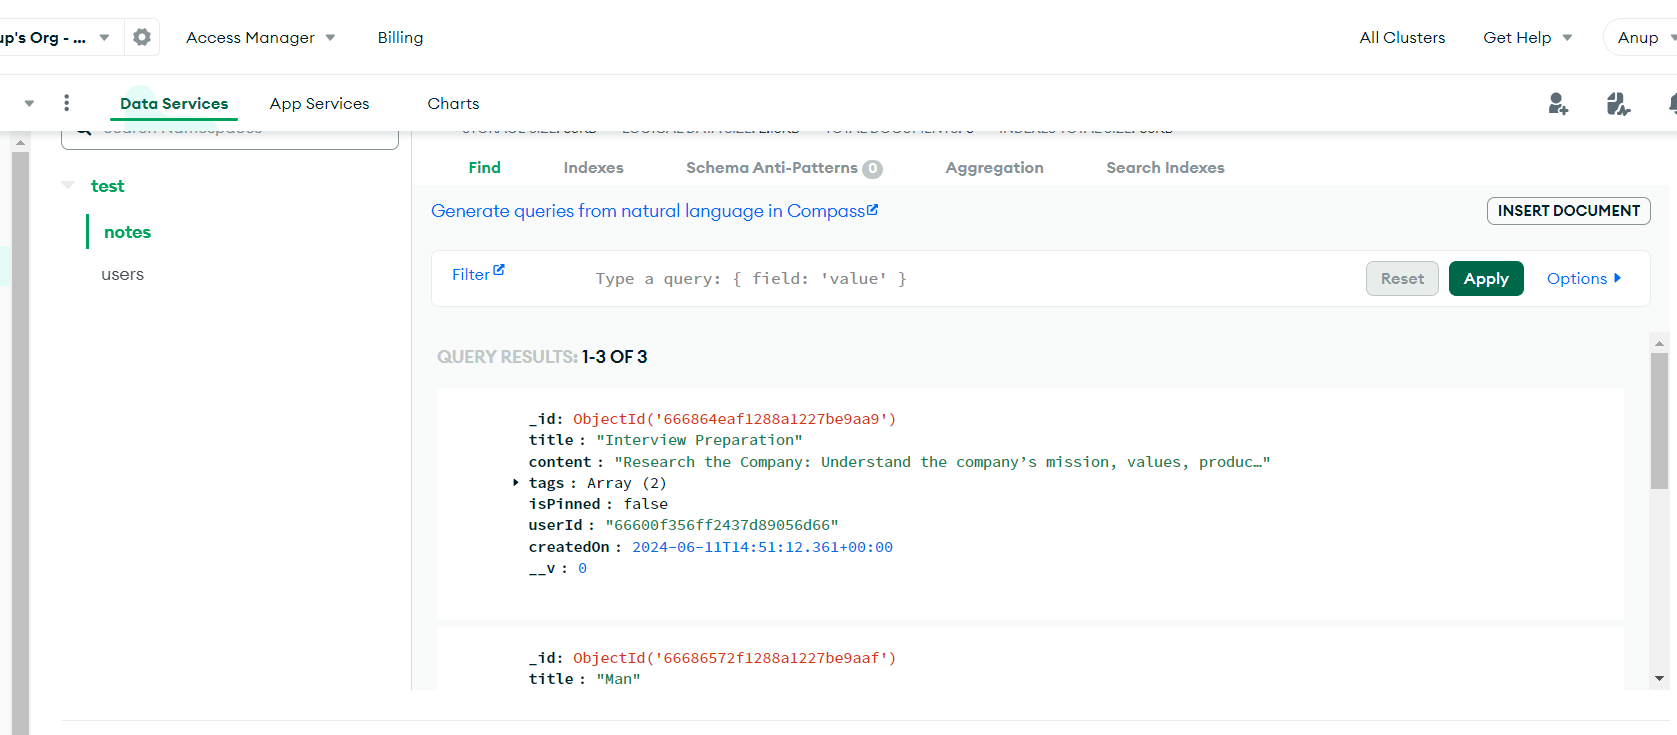 up's Org - ...
Access Manager
Billing
All Clusters
Get Help
Anup
Data Services
App Services
Charts
test
notes
users
Find
Indexes
Schema Anti-Patterns 0
Aggregation
Search Indexes
Generate queries from natural language in Compass
INSERT DOCUMENT
Filter
Type a query: { field: 'value' }
Reset
Apply
Options
QUERY RESULTS: 1-3 OF 3
_id: ObjectId('666864eaf1288a1227be9aa9')
title : "Interview Preparation"
content : "Research the Company: Understand the company’s mission, values, produc…"
tags : Array (2)
isPinned : false
userId : "66600f356ff2437d89056d66"
createdOn : 2024-06-11T14:51:12.361+00:00
__v : 0
_id: ObjectId('66686572f1288a1227be9aaf')
title : "Man"